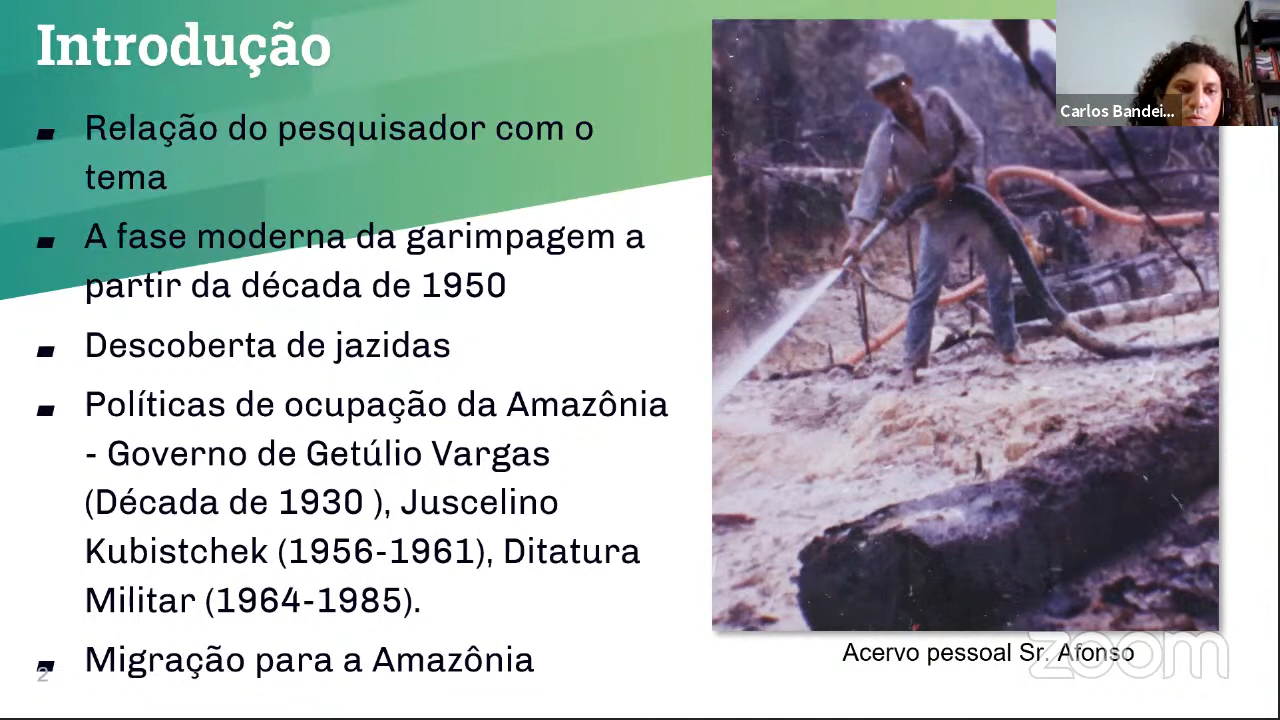 Introdução
Relação do pesquisador com o
tema
A fase moderna da garimpagem a
partir da década de 1950
Descoberta de jazidas
Políticas de ocupação da Amazônia
- Governo de Getúlio Vargas
(Década de 1930 ), Juscelino
Kubistchek (1956-1961), Ditatura
Militar (1964-1985).
Migração para a Amazônia
2
Carlos Bandei...
Acervo pessoal Sr. Afonso
zoom